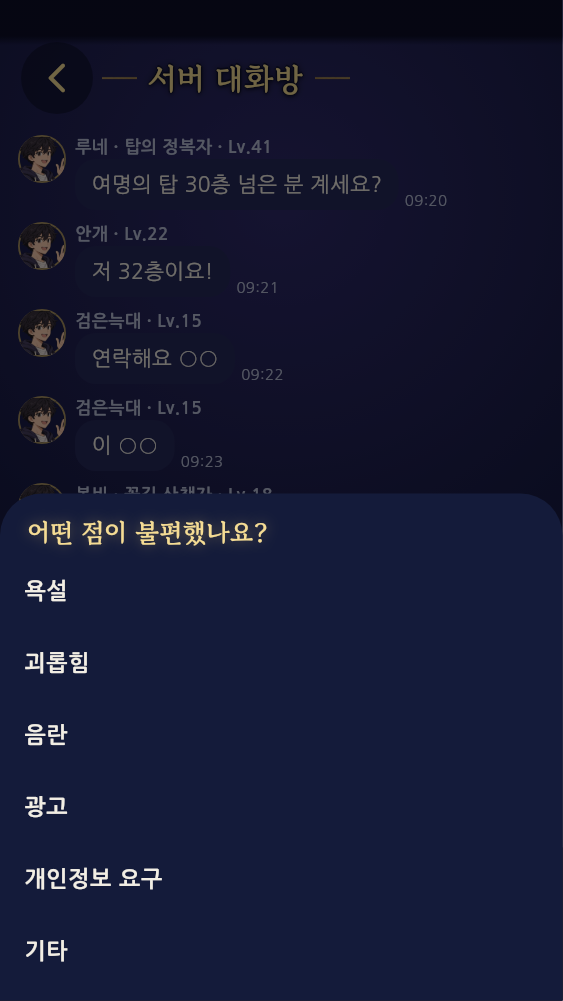 서버 대화방
루네 · 탑의 정복자 · Lv.41
여명의 탑 30층 넘은 분 계세요?
09:20
안개 · Lv.22
저 32층이요!
09:21
검은늑대 · Lv.15
연락해요 ○○
09:22
검은늑대 · Lv.15
이 ○○
09:23
어떤 점이 불편했나요?
욕설
괴롭힘
음란
광고
개인정보 요구
기타